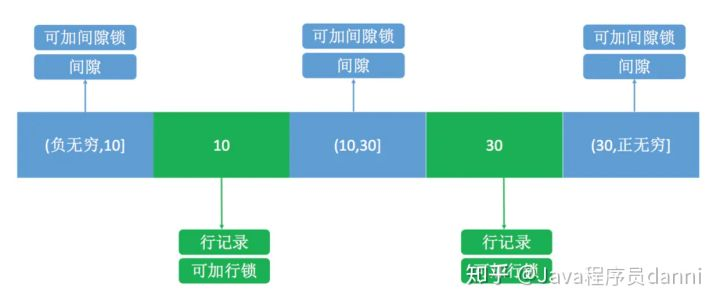 可加间隙锁
间隙
可加间隙锁
间隙
可加间隙锁
间隙
(负无穷,10]
10
(10,30]
30
(30,正无穷]
行记录
可加行锁
行记录
可加行锁
知乎 @Java程序员danni